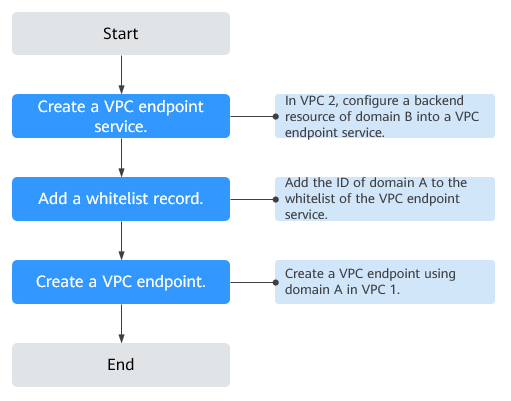 Start
Create a VPC endpoint
service.
In VPC 2, configure a backend
resource of domain B into a VPC
endpoint service.
Add a whitelist record.
Add the ID of domain A to the
whitelist of the VPC endpoint
service.
Create a VPC endpoint.
Create a VPC endpoint using
domain A in VPC 1.
End